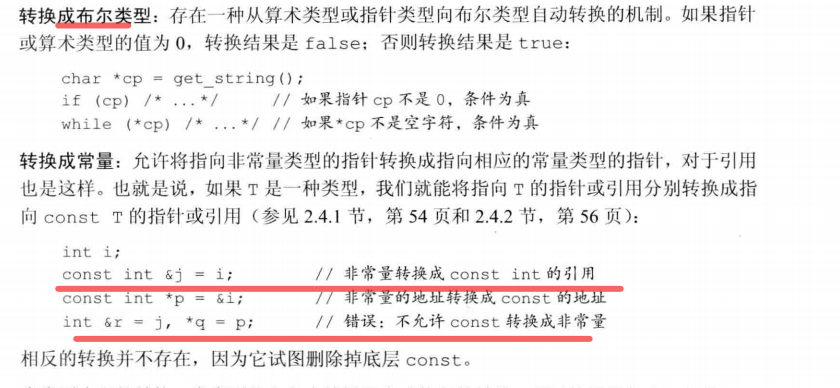 转换成布尔类型：存在一种从算术类型或指针类型向布尔类型自动转换的机制。如果指针
或算术类型的值为 0，转换结果是 false；否则转换结果是 true：
char *cp = get_string();
if (cp) /* ...*/ // 如果指针 cp 不是 0，条件为真
while (*cp) /* ...*/ // 如果*cp 不是空字符，条件为真
转换成常量：允许将指向非常量类型的指针转换成指向相应的常量类型的指针，对于引用
也是这样。也就是说，如果 T 是一种类型，我们就能将指向 T 的指针或引用分别转换成指
向 const T 的指针或引用（参见 2.4.1 节，第 54 页和 2.4.2 节，第 56 页）：
int i;
const int &j = i; // 非常量转换成 const int 的引用
const int *p = &i; // 非常量的地址转换成 const 的地址
int &r = j, *q = p; // 错误：不允许 const 转换成非常量
相反的转换并不存在，因为它试图删除掉底层 const。